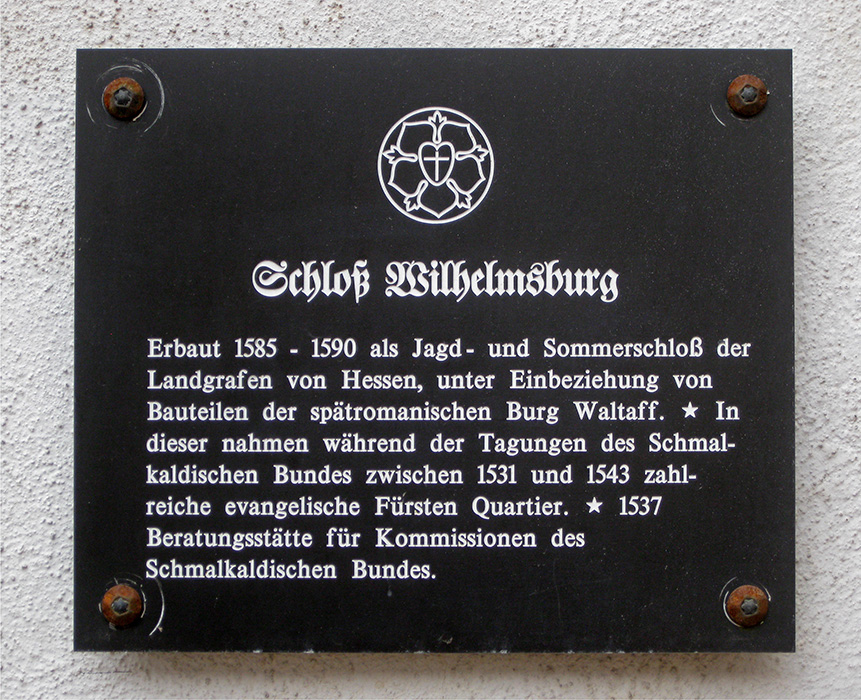 Schloß Wilhelmsburg
Erbaut 1585 - 1590 als Jagd- und Sommerschloß der
Landgrafen von Hessen, unter Einbeziehung von
Bauteilen der spätromanischen Burg Waltaff. ★ In
dieser nahmen während der Tagungen des Schmal-
kaldischen Bundes zwischen 1531 und 1543 zahl-
reiche evangelische Fürsten Quartier. ★ 1537
Beratungsstätte für Kommissionen des
Schmalkaldischen Bundes.